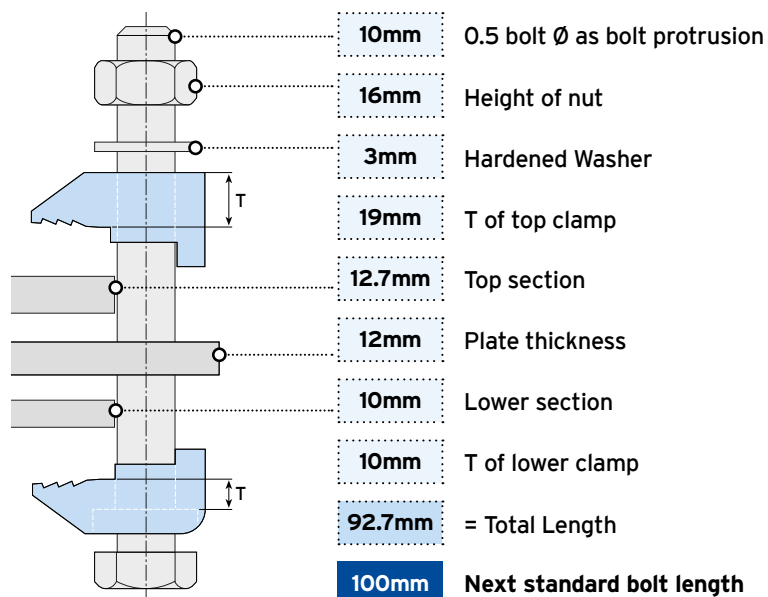 10mm 0.5 bolt Ø as bolt protrusion
16mm Height of nut
3mm Hardened Washer
T
19mm T of top clamp
12.7mm Top section
12mm Plate thickness
10mm Lower section
10mm T of lower clamp
T
92.7mm = Total Length
100mm Next standard bolt length